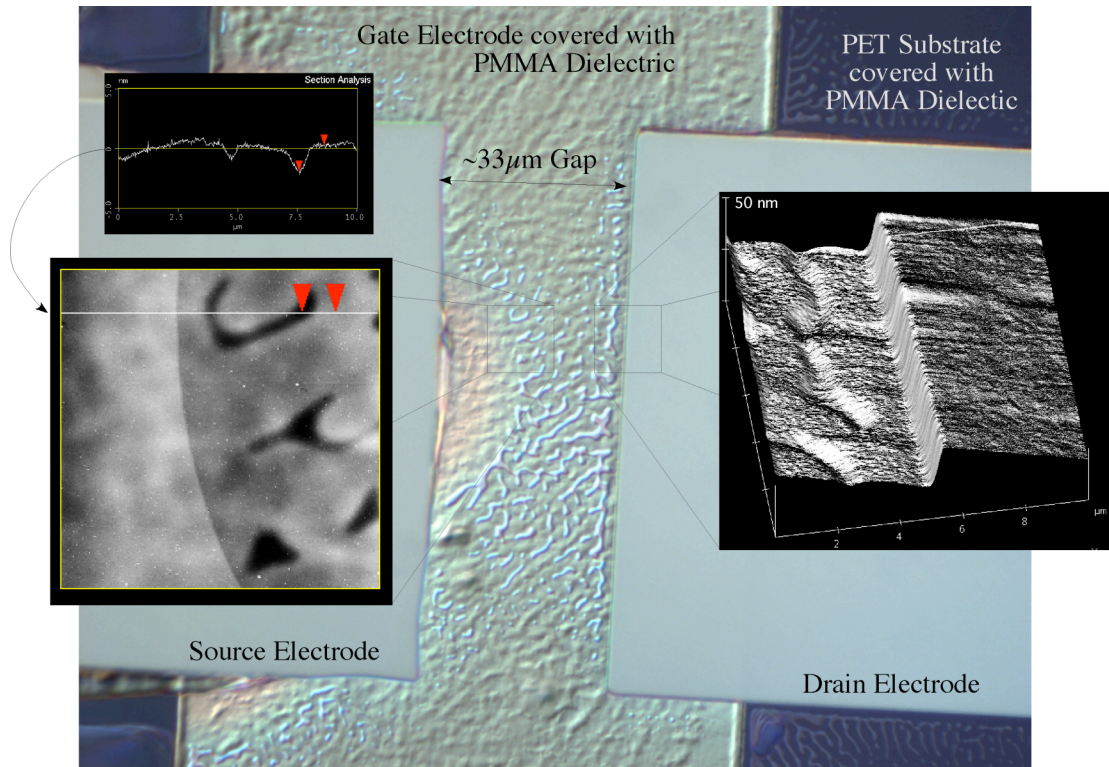 Gate Electrode covered with
PMMA Dielectric
PET Substrate
covered with
PMMA Dielectic
nm
Section Analysis
5.0
0
-5.0
0
2.5
5.0
7.5
10.0
µm
~33µm Gap
50 nm
2
4
6
8
µm
Source Electrode
Drain Electrode